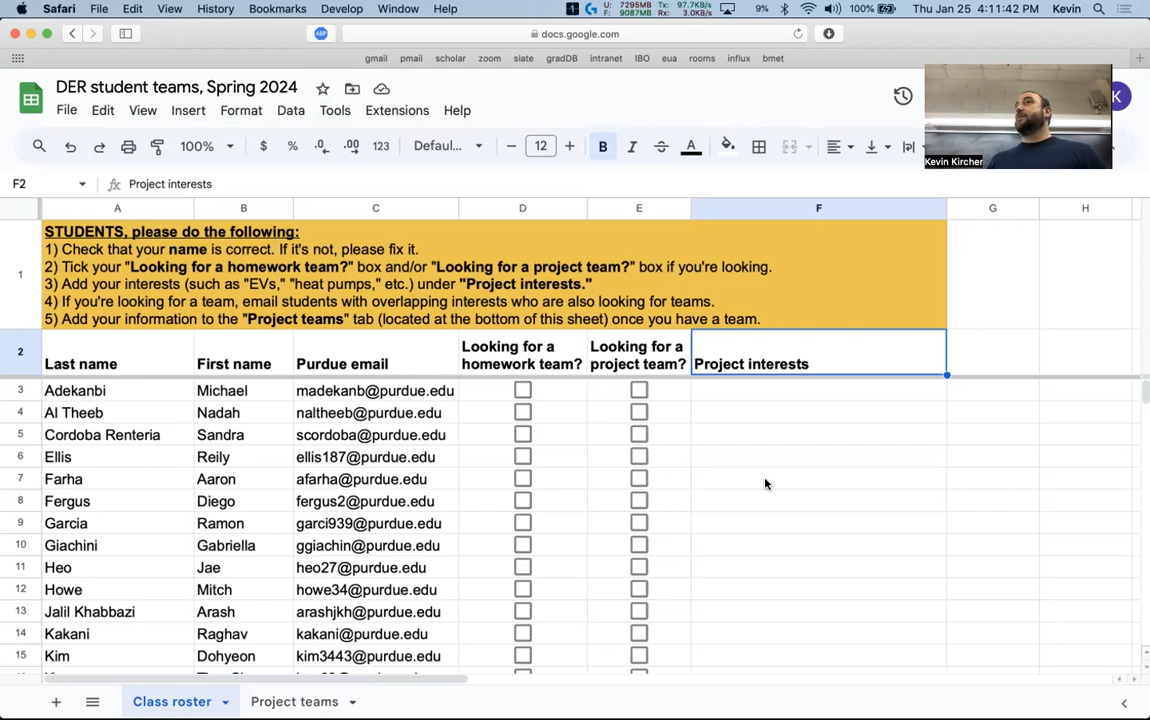 Safari File Edit View History Bookmarks Develop Window Help 1 U: 7295MB Tx: 97.7KB/s 9% 100% Thu Jan 25 4:11:42 PM Kevin
F: 9087MB Rx: 3.0KB/s
ABP docs.google.com
gmail pmail scholar zoom slate gradDB intranet IBO eua rooms influx bmet
DER student teams, Spring 2024
File Edit View Insert Format Data Tools Extensions Help
K
Kevin Kircher
100% $ % .0 .00 123 Defaul... 12 B I S A
F2 fx Project interests
A B C D E F G H
1
STUDENTS, please do the following:
1) Check that your name is correct. If it's not, please fix it.
2) Tick your "Looking for a homework team?" box and/or "Looking for a project team?" box if you're looking.
3) Add your interests (such as "EVs," "heat pumps," etc.) under "Project interests."
4) If you're looking for a team, email students with overlapping interests who are also looking for teams.
5) Add your information to the "Project teams" tab (located at the bottom of this sheet) once you have a team.
2 Last name First name Purdue email Looking for a homework team? Looking for a project team? Project interests
3 Adekanbi Michael madekanb@purdue.edu
4 Al Theeb Nadah naltheeb@purdue.edu
5 Cordoba Renteria Sandra scordoba@purdue.edu
6 Ellis Reily ellis187@purdue.edu
7 Farha Aaron afarha@purdue.edu
8 Fergus Diego fergus2@purdue.edu
9 Garcia Ramon garci939@purdue.edu
10 Giachini Gabriella ggiachin@purdue.edu
11 Heo Jae heo27@purdue.edu
12 Howe Mitch howe34@purdue.edu
13 Jalil Khabbazi Arash arashjkh@purdue.edu
14 Kakani Raghav kakani@purdue.edu
15 Kim Dohyeon kim3443@purdue.edu
Class roster Project teams